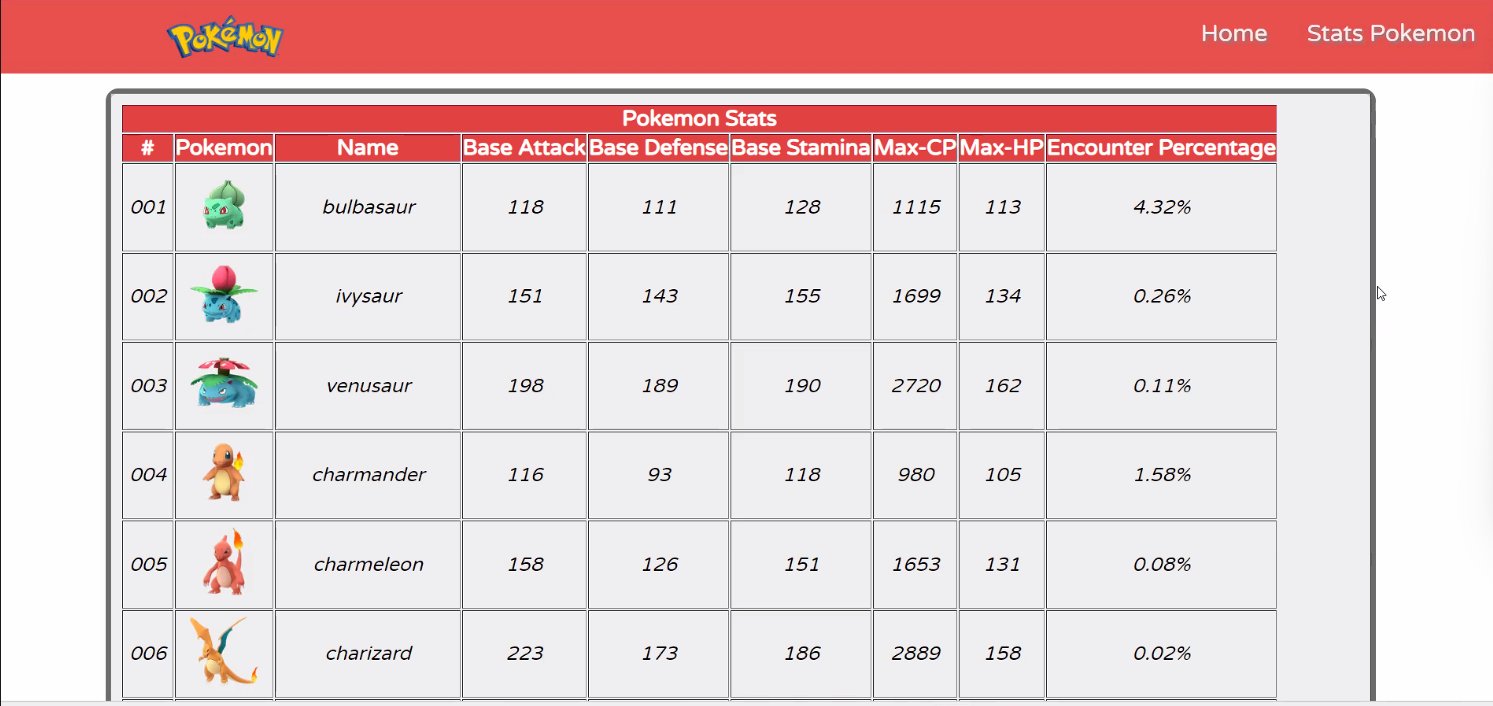 POKéMON
Home Stats Pokemon
Pokemon Stats
# Pokemon Name Base Attack Base Defense Base Stamina Max-CP Max-HP Encounter Percentage
001 bulbasaur 118 111 128 1115 113 4.32%
002 ivysaur 151 143 155 1699 134 0.26%
003 venusaur 198 189 190 2720 162 0.11%
004 charmander 116 93 118 980 105 1.58%
005 charmeleon 158 126 151 1653 131 0.08%
006 charizard 223 173 186 2889 158 0.02%